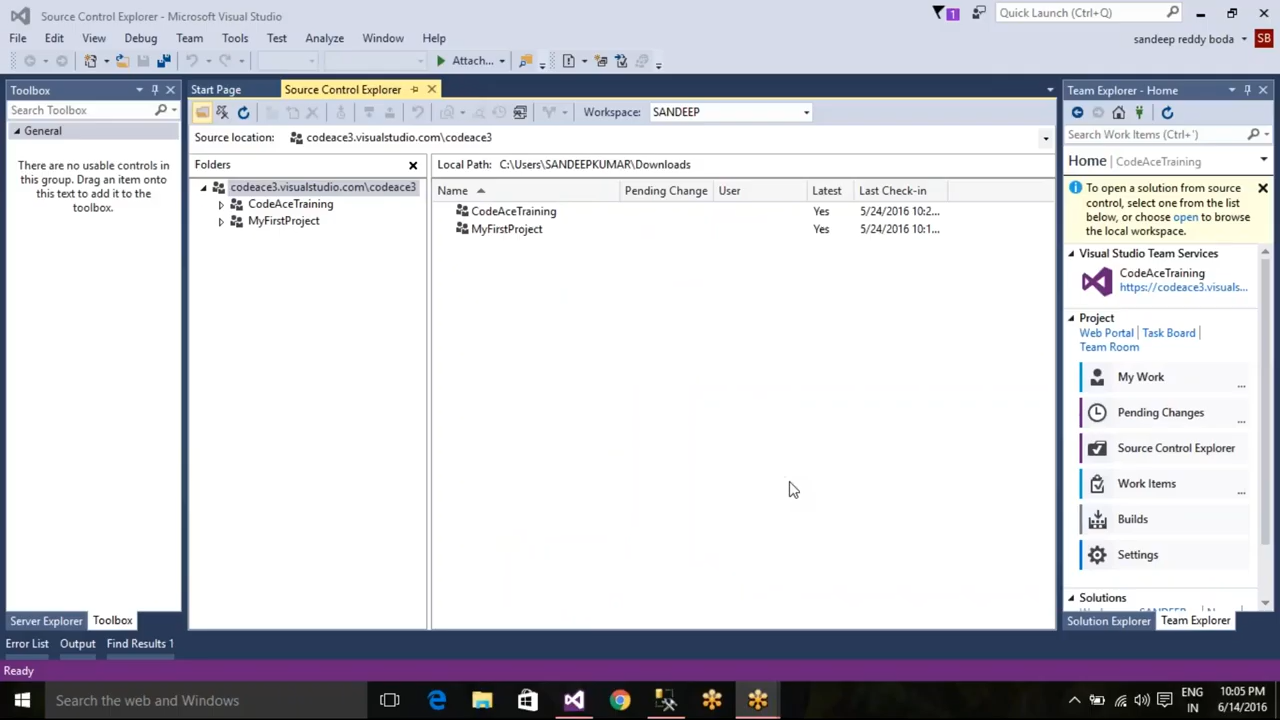 Source Control Explorer - Microsoft Visual Studio
1
Quick Launch (Ctrl+Q)
File Edit View Debug Team Tools Test Analyze Window Help
sandeep reddy boda SB
Attach...
Toolbox
Start Page
Source Control Explorer
Team Explorer - Home
Search Toolbox
Workspace: SANDEEP
General
Source location: codeace3.visualstudio.com\codeace3
Search Work Items (Ctrl+')
There are no usable controls in
this group. Drag an item onto
this text to add it to the
toolbox.
Folders
codeace3.visualstudio.com\codeace3
CodeAceTraining
MyFirstProject
Local Path: C:\Users\SANDEEPKUMAR\Downloads
Name Pending Change User Latest Last Check-in
CodeAceTraining Yes 5/24/2016 10:2...
MyFirstProject Yes 5/24/2016 10:1...
Home CodeAceTraining
To open a solution from source
control, select one from the list
below, or choose open to browse
the local workspace.
Visual Studio Team Services
CodeAceTraining
https://codeace3.visuals...
Project
Web Portal Task Board
Team Room
My Work
...
Pending Changes
...
Source Control Explorer
Work Items
...
Builds
Settings
Solutions
Server Explorer Toolbox
Solution Explorer Team Explorer
Error List Output Find Results 1
Ready
Search the web and Windows
ENG
IN
10:05 PM
6/14/2016